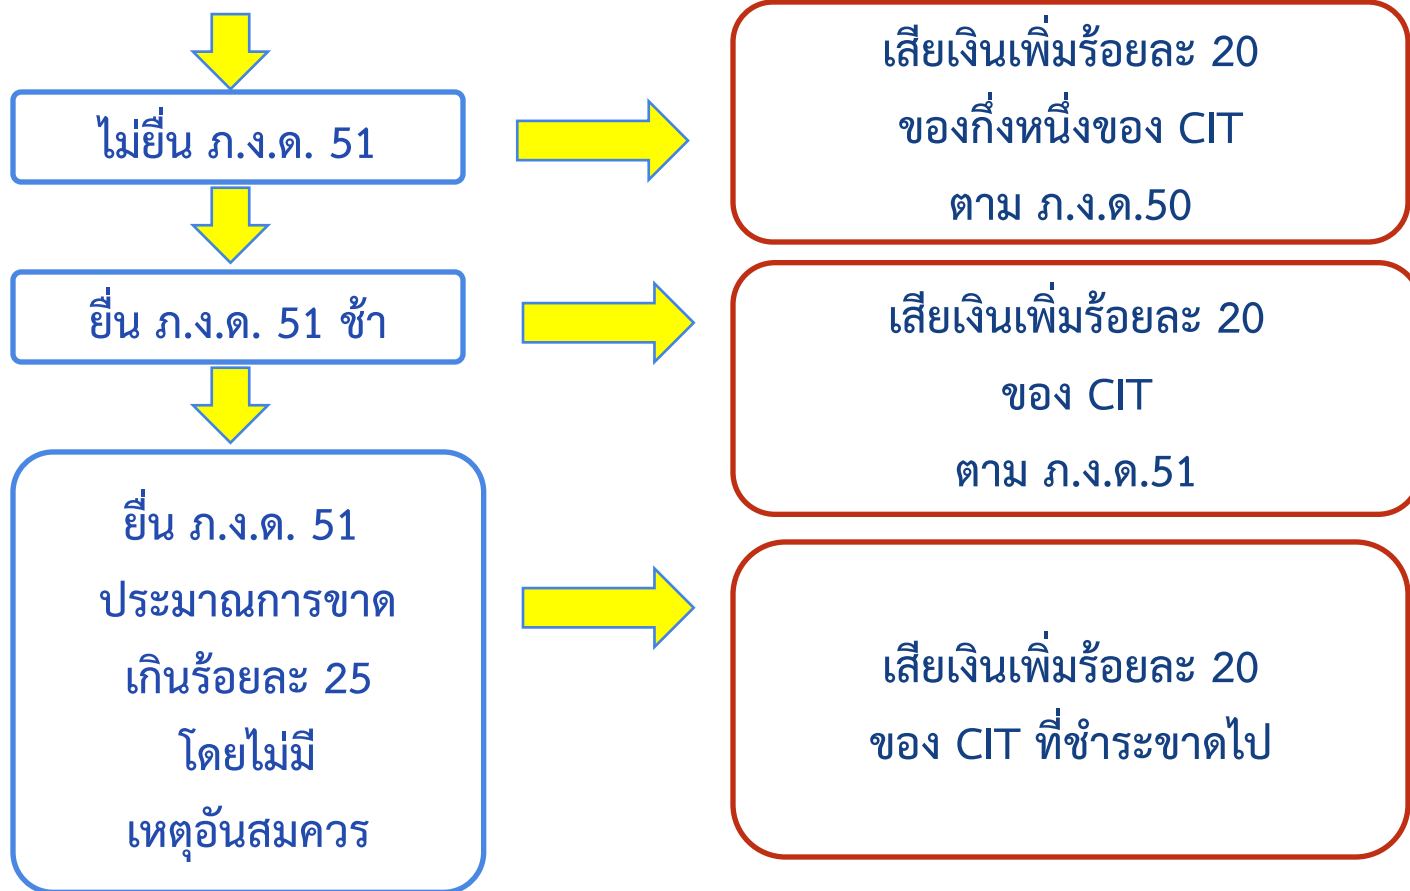 ไม่ยื่น ภ.ง.ด. 51
เสียเงินเพิ่มร้อยละ 20
ของกึ่งหนึ่งของ CIT
ตาม ภ.ง.ด.50
ยื่น ภ.ง.ด. 51 ช้า
เสียเงินเพิ่มร้อยละ 20
ของ CIT
ตาม ภ.ง.ด.51
ยื่น ภ.ง.ด. 51
ประมาณการขาด
เกินร้อยละ 25
โดยไม่มี
เหตุอันสมควร
เสียเงินเพิ่มร้อยละ 20
ของ CIT ที่ชำระขาดไป